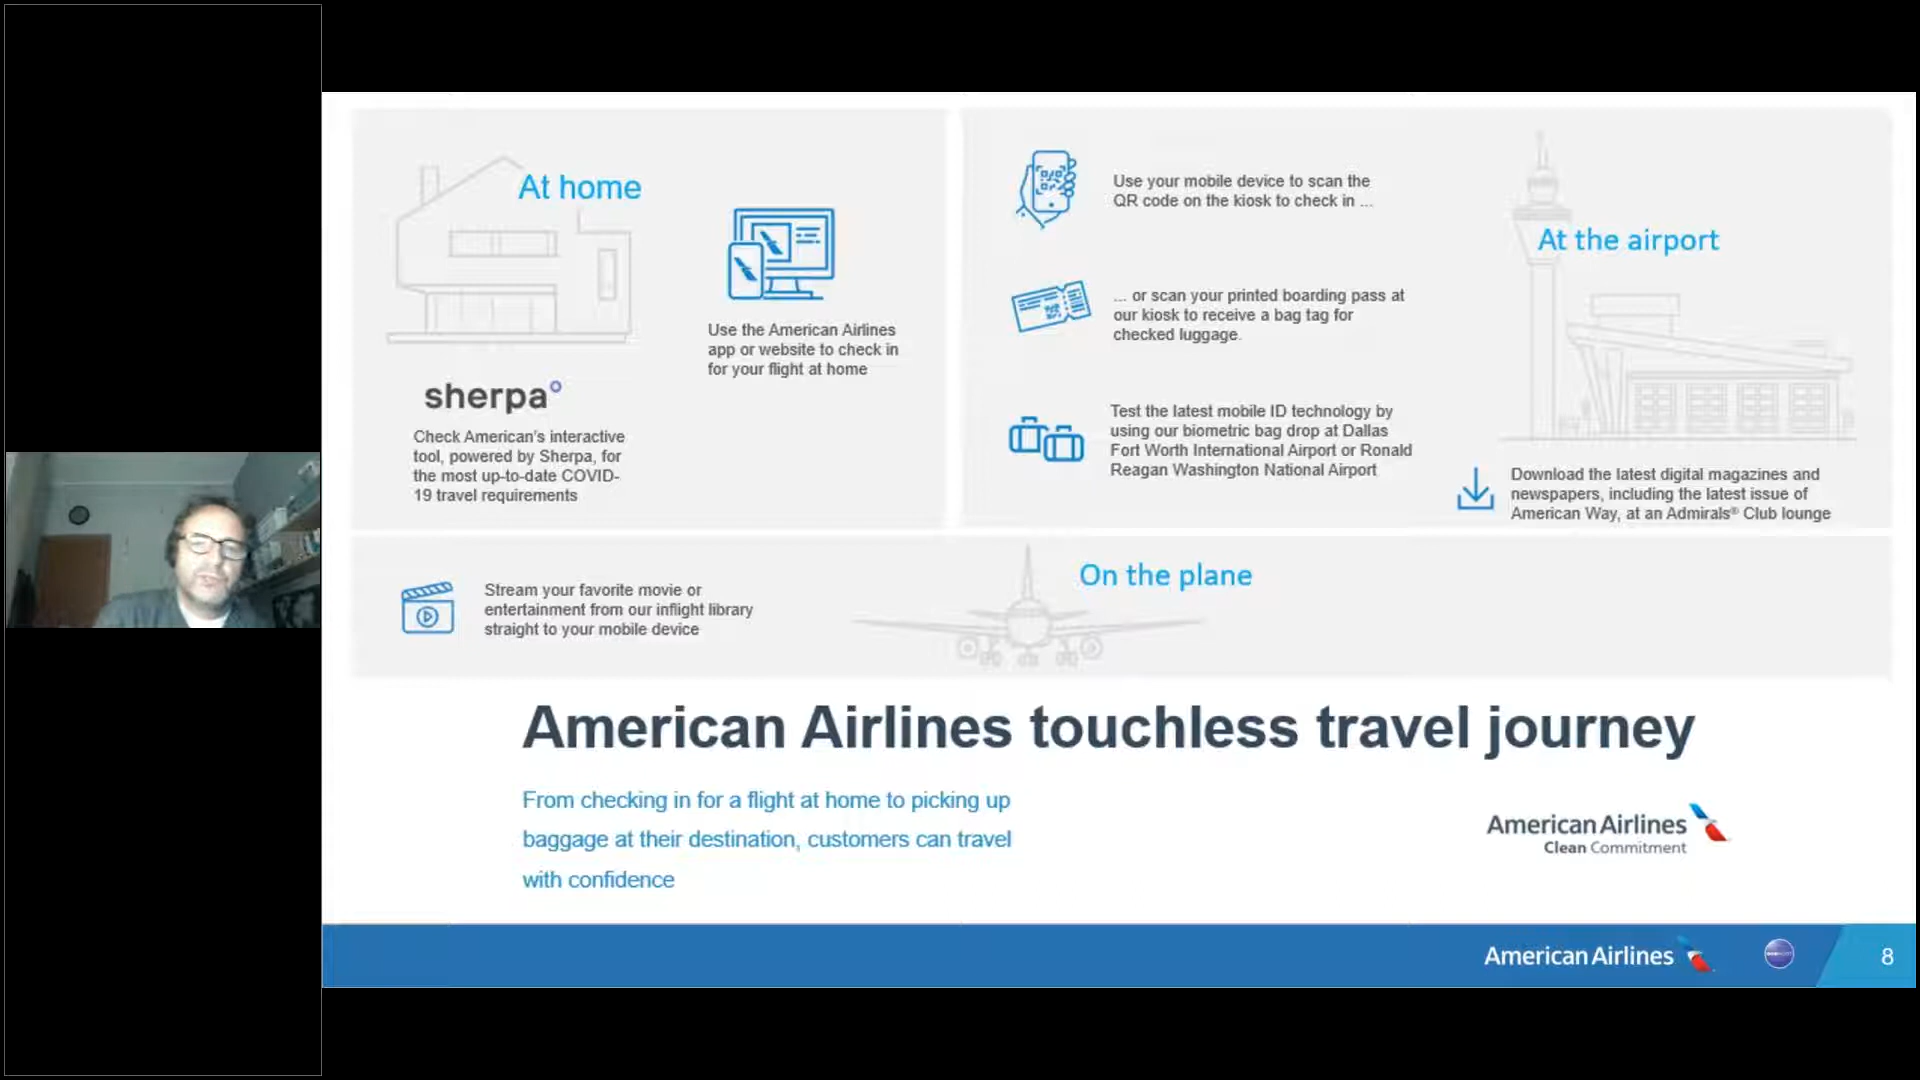 At home
Use the American Airlines
app or website to check in
for your flight at home
sherpa°
Check American's interactive
tool, powered by Sherpa, for
the most up-to-date COVID-
19 travel requirements
Use your mobile device to scan the
QR code on the kiosk to check in ...
... or scan your printed boarding pass at
our kiosk to receive a bag tag for
checked luggage.
Test the latest mobile ID technology by
using our biometric bag drop at Dallas
Fort Worth International Airport or Ronald
Reagan Washington National Airport
At the airport
Download the latest digital magazines and
newspapers, including the latest issue of
American Way, at an Admirals® Club lounge
On the plane
Stream your favorite movie or
entertainment from our inflight library
straight to your mobile device
American Airlines touchless travel journey
From checking in for a flight at home to picking up
baggage at their destination, customers can travel
with confidence
American Airlines
Clean Commitment
American Airlines
8